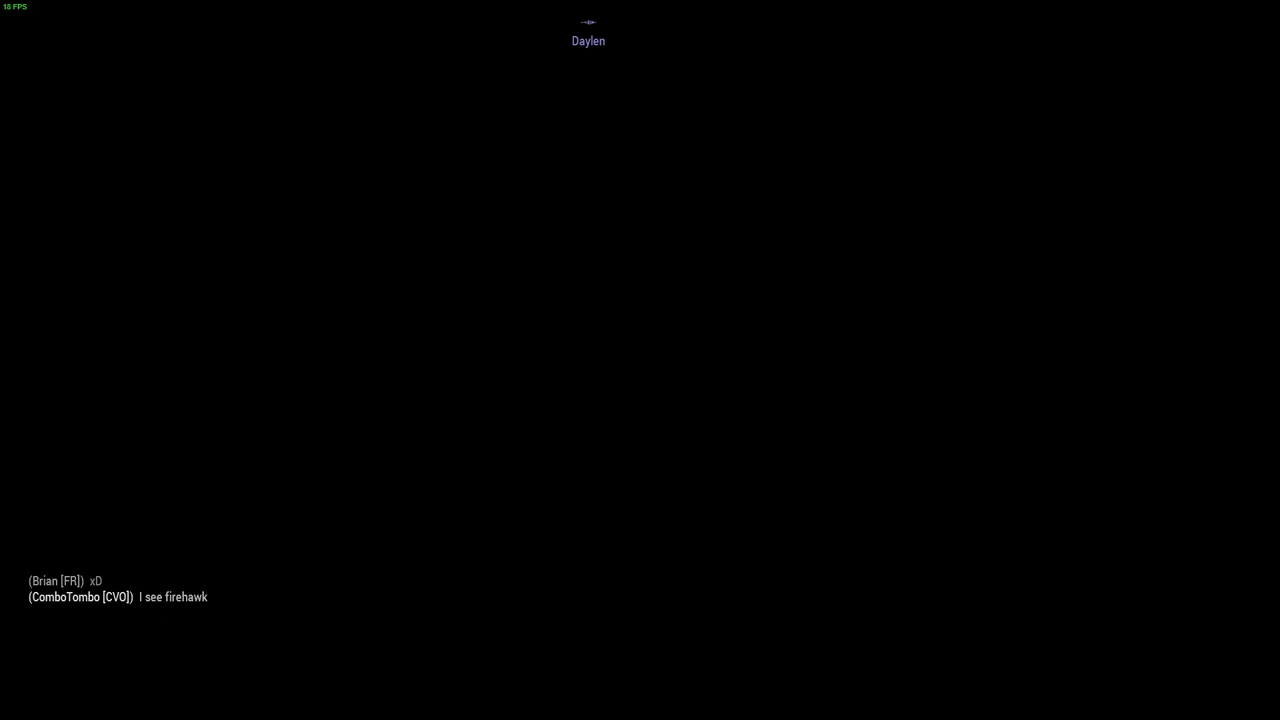 18 FPS
Daylen
(Brian [FR]) xD
(ComboTombo [CVO]) I see firehawk